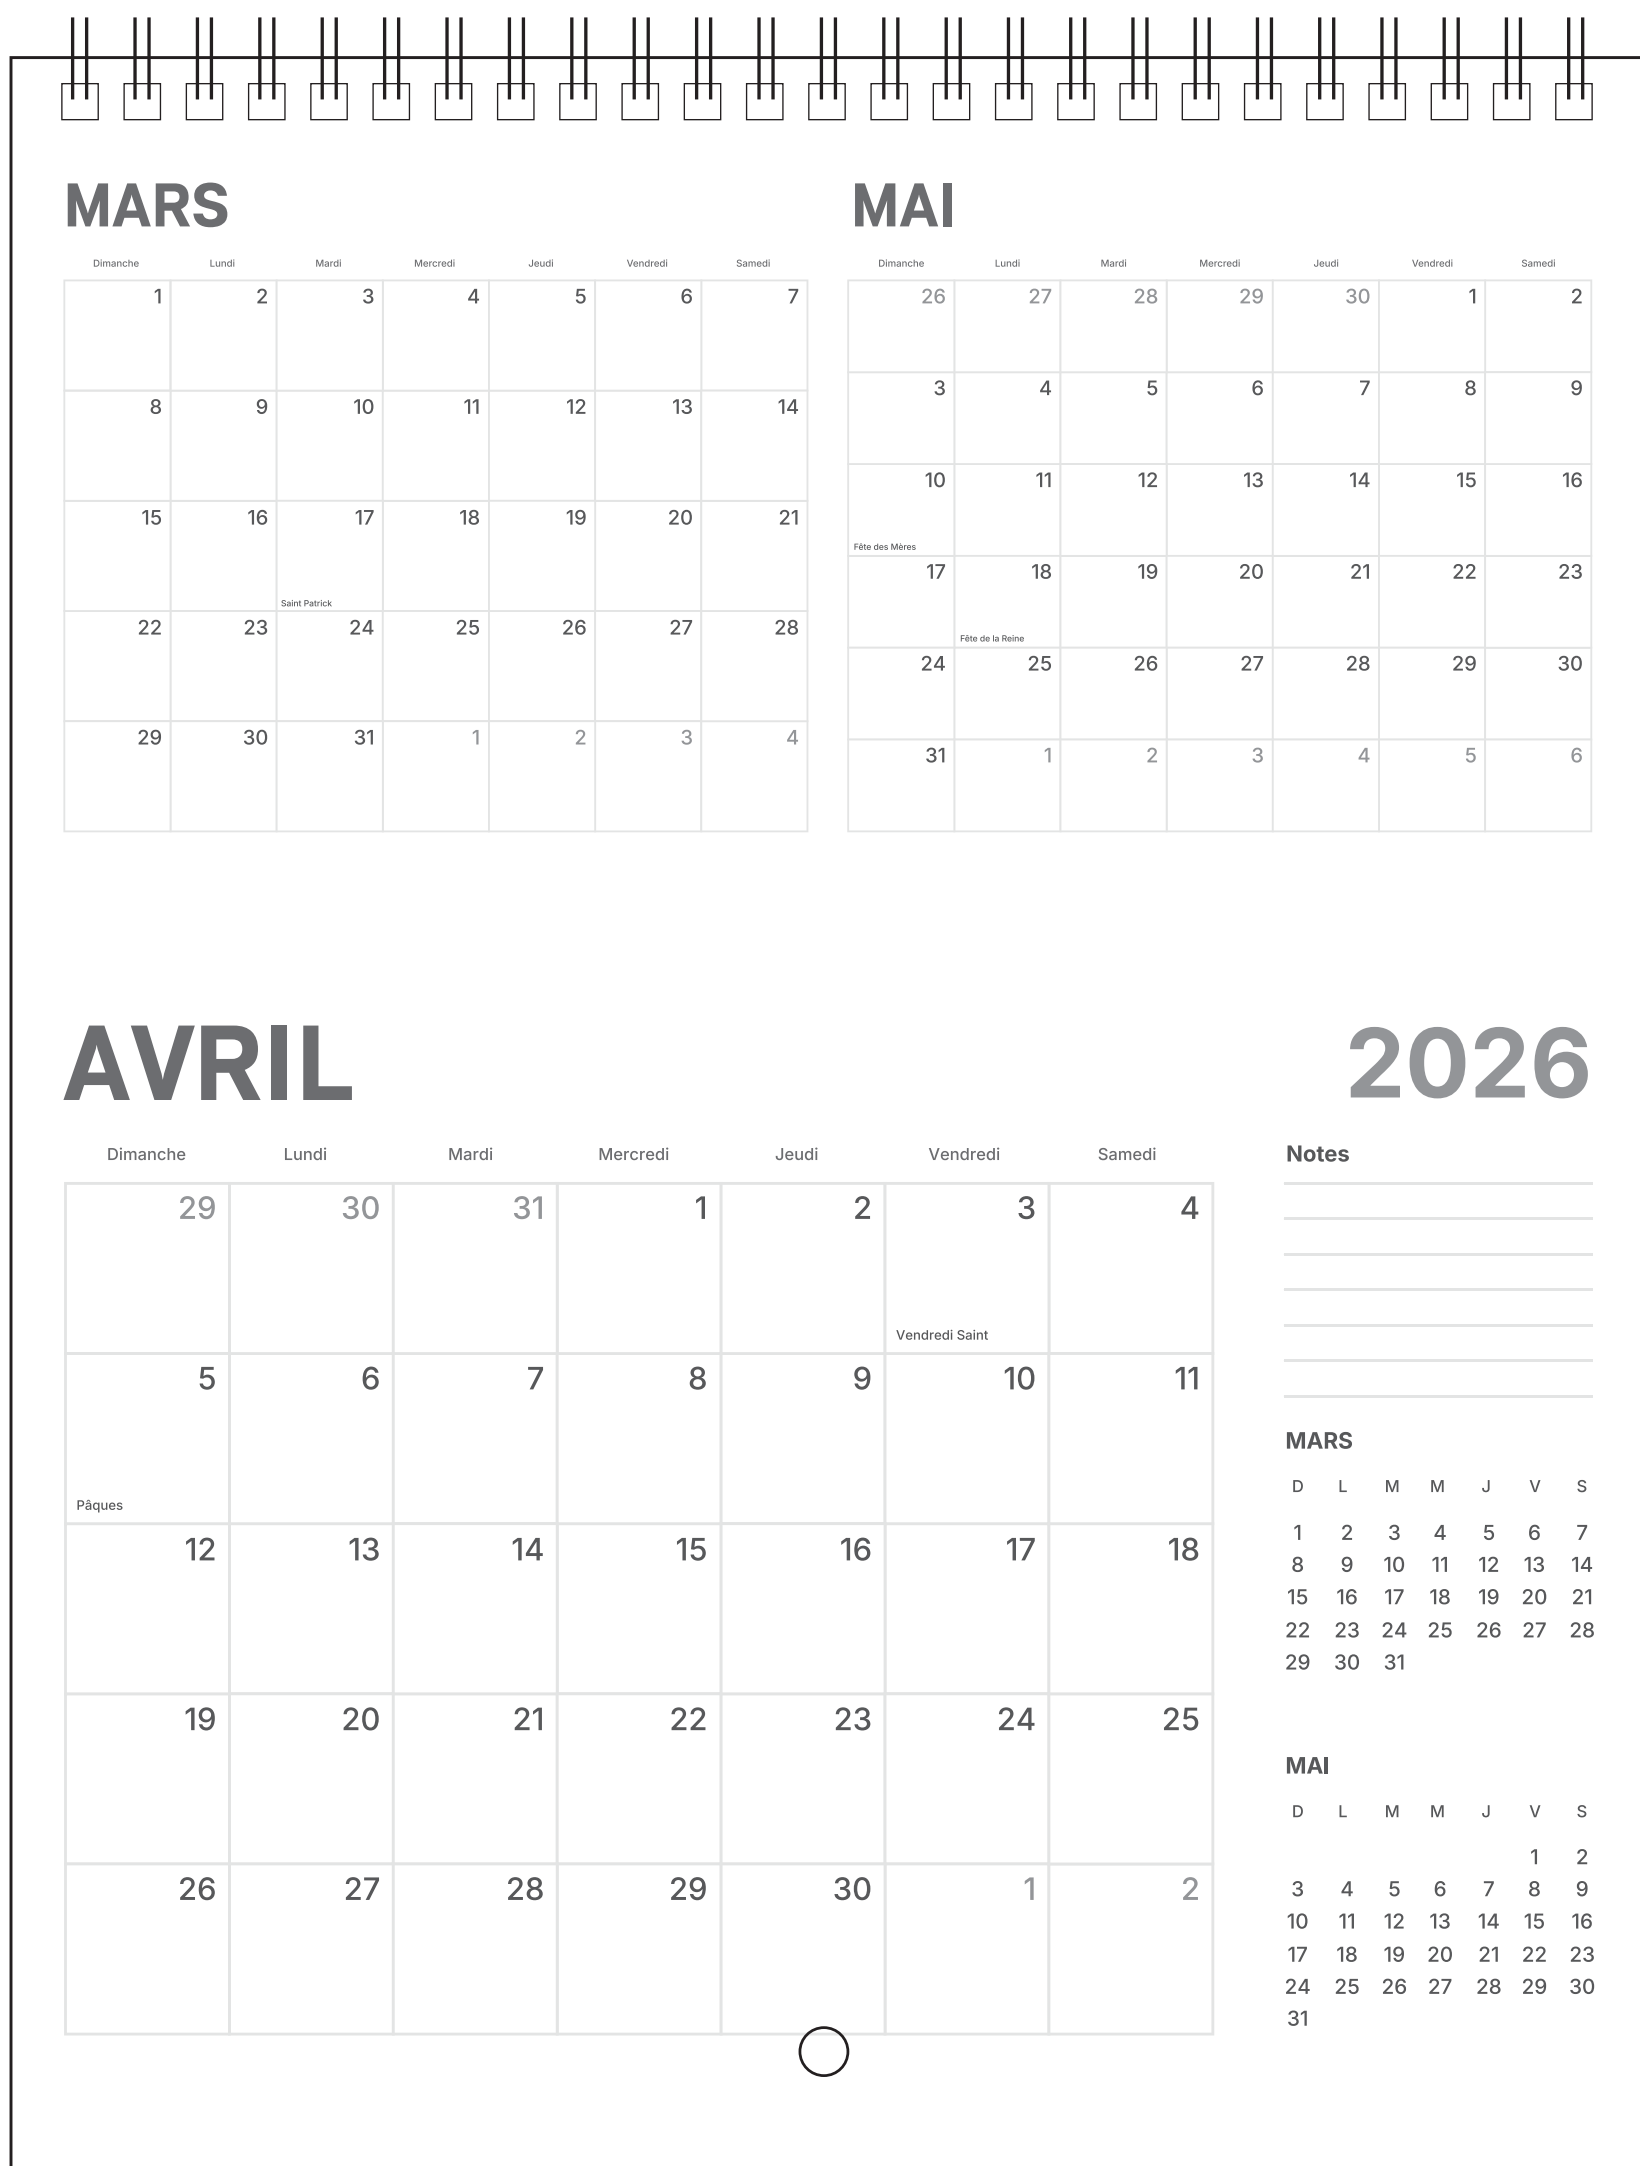 MARS
Dimanche Lundi Mardi Mercredi Jeudi Vendredi Samedi
1 2 3 4 5 6 7
8 9 10 11 12 13 14
15 16 17 18 19 20 21
Saint Patrick
22 23 24 25 26 27 28
29 30 31 1 2 3 4
MAI
Dimanche Lundi Mardi Mercredi Jeudi Vendredi Samedi
26 27 28 29 30 1 2
3 4 5 6 7 8 9
10 11 12 13 14 15 16
Fête des Mères
17 18 19 20 21 22 23
Fête de la Reine
24 25 26 27 28 29 30
31 1 2 3 4 5 6
AVRIL
2026
Dimanche Lundi Mardi Mercredi Jeudi Vendredi Samedi
29 30 31 1 2 3 4
Vendredi Saint
5 6 7 8 9 10 11
Pâques
12 13 14 15 16 17 18
19 20 21 22 23 24 25
26 27 28 29 30 1 2
Notes
MARS
D L M M J V S
1 2 3 4 5 6 7
8 9 10 11 12 13 14
15 16 17 18 19 20 21
22 23 24 25 26 27 28
29 30 31
MAI
D L M M J V S
1 2
3 4 5 6 7 8 9
10 11 12 13 14 15 16
17 18 19 20 21 22 23
24 25 26 27 28 29 30
31